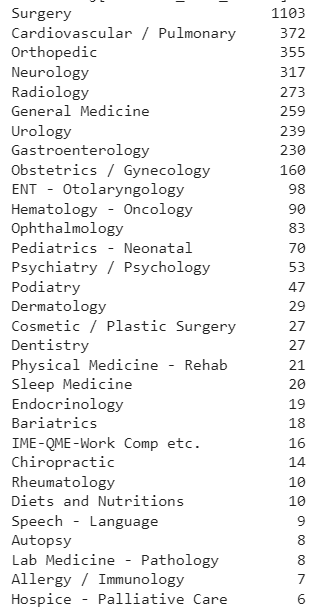 Surgery 1103
Cardiovascular / Pulmonary 372
Orthopedic 355
Neurology 317
Radiology 273
General Medicine 259
Urology 239
Gastroenterology 230
Obstetrics / Gynecology 160
ENT - Otolaryngology 98
Hematology - Oncology 90
Ophthalmology 83
Pediatrics - Neonatal 70
Psychiatry / Psychology 53
Podiatry 47
Dermatology 29
Cosmetic / Plastic Surgery 27
Dentistry 27
Physical Medicine - Rehab 21
Sleep Medicine 20
Endocrinology 19
Bariatrics 18
IME-QME-Work Comp etc. 16
Chiropractic 14
Rheumatology 10
Diets and Nutritions 10
Speech - Language 9
Autopsy 8
Lab Medicine - Pathology 8
Allergy / Immunology 7
Hospice - Palliative Care 6